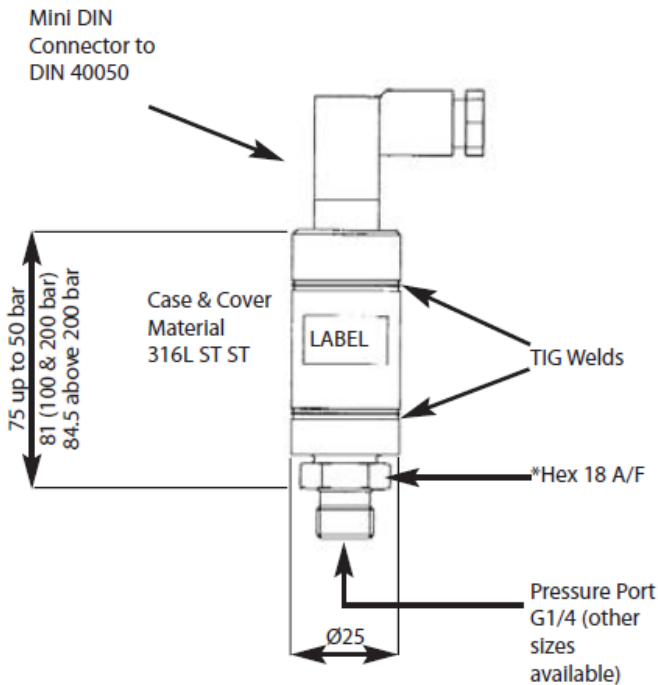 Mini DIN
Connector to
DIN 40050
75 up to 50 bar
81 (100 & 200 bar)
84.5 above 200 bar
Case & Cover
Material
316L ST ST
LABEL
TIG Welds
*Hex 18 A/F
Pressure Port
G1/4 (other
sizes
available)
Ø25